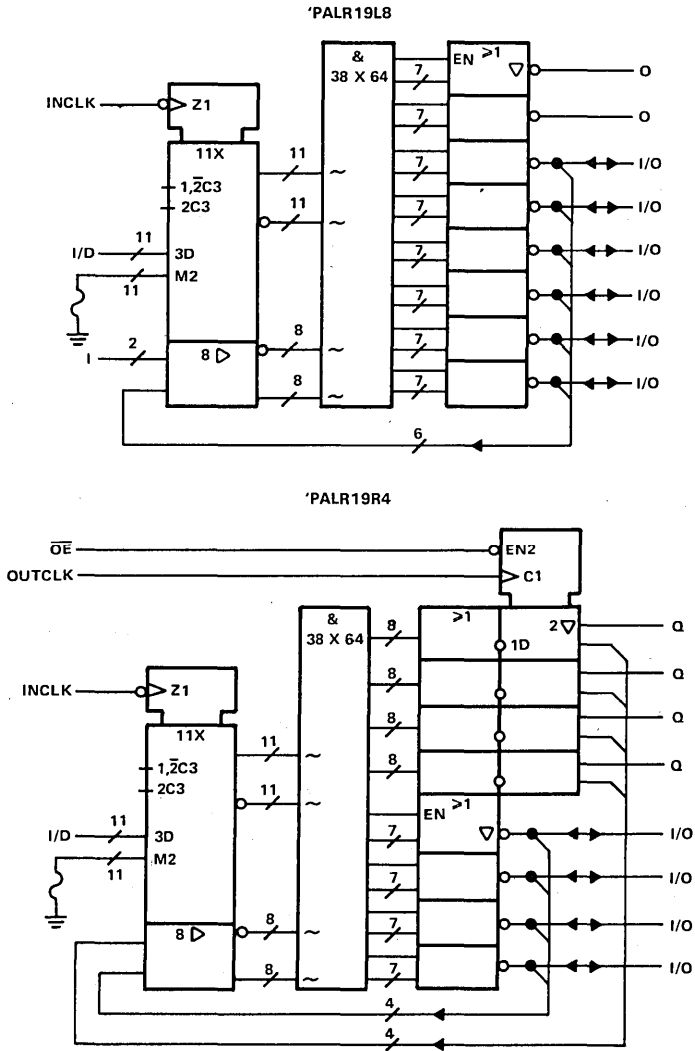 'PALR19L8
&
38 X 64
EN ≥1
▽
7
O
INCLK
Z1
7
O
11X
11
~
7
I/O
1,2̅C3
2C3
11
~
7
I/O
I/D
11
3D
7
I/O
M2
11
7
I/O
I
2
8 ▷
8
~
7
I/O
8
~
7
I/O
6
'PALR19R4
O̅E̅
EN2
OUTCLK
C1
&
38 X 64
8
≥1
1D
2 ▽
Q
INCLK
Z1
8
Q
11X
11
~
8
Q
1,2̅C3
2C3
11
~
8
Q
EN ≥1
▽
I/D
11
3D
7
I/O
M2
11
7
I/O
8 ▷
8
~
7
I/O
8
~
7
I/O
4
4